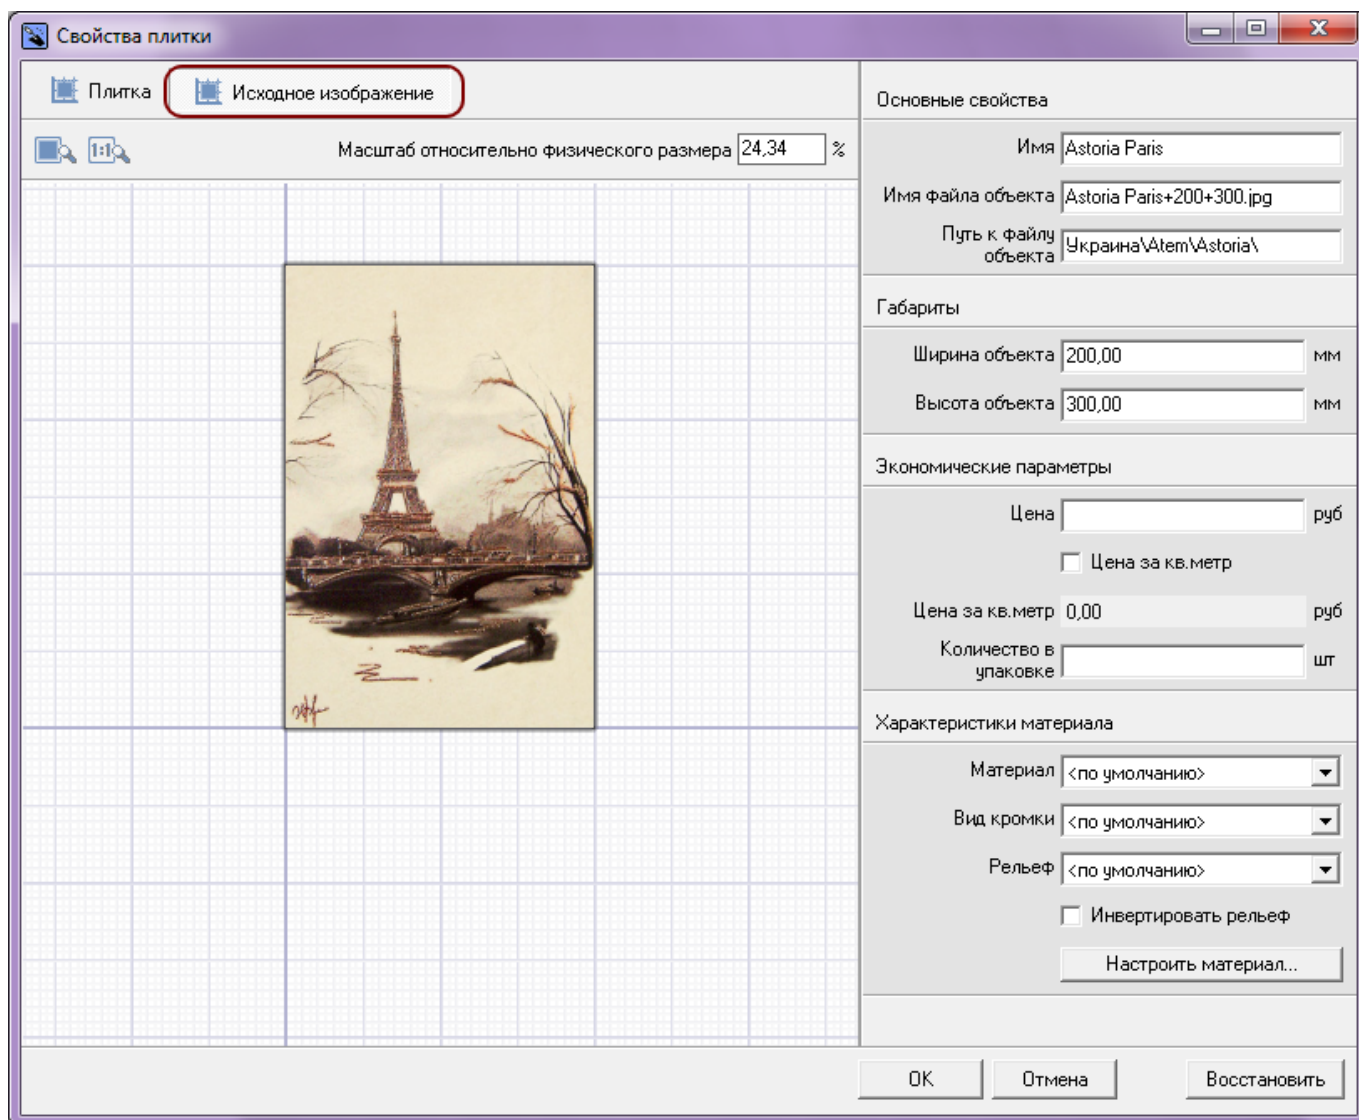 Свойства плитки
Плитка
Исходное изображение
1:1
Масштаб относительно физического размера 24,34 %
Основные свойства
Имя Astoria Paris
Имя файла объекта Astoria Paris+200+300.jpg
Путь к файлу
объекта Украина\Atem\Astoria\
Габариты
Ширина объекта 200,00 мм
Высота объекта 300,00 мм
Экономические параметры
Цена руб
Цена за кв.метр
Цена за кв.метр 0,00 руб
Количество в
упаковке шт
Характеристики материала
Материал <по умолчанию>
Вид кромки <по умолчанию>
Рельеф <по умолчанию>
Инвертировать рельеф
Настроить материал...
OK
Отмена
Восстановить